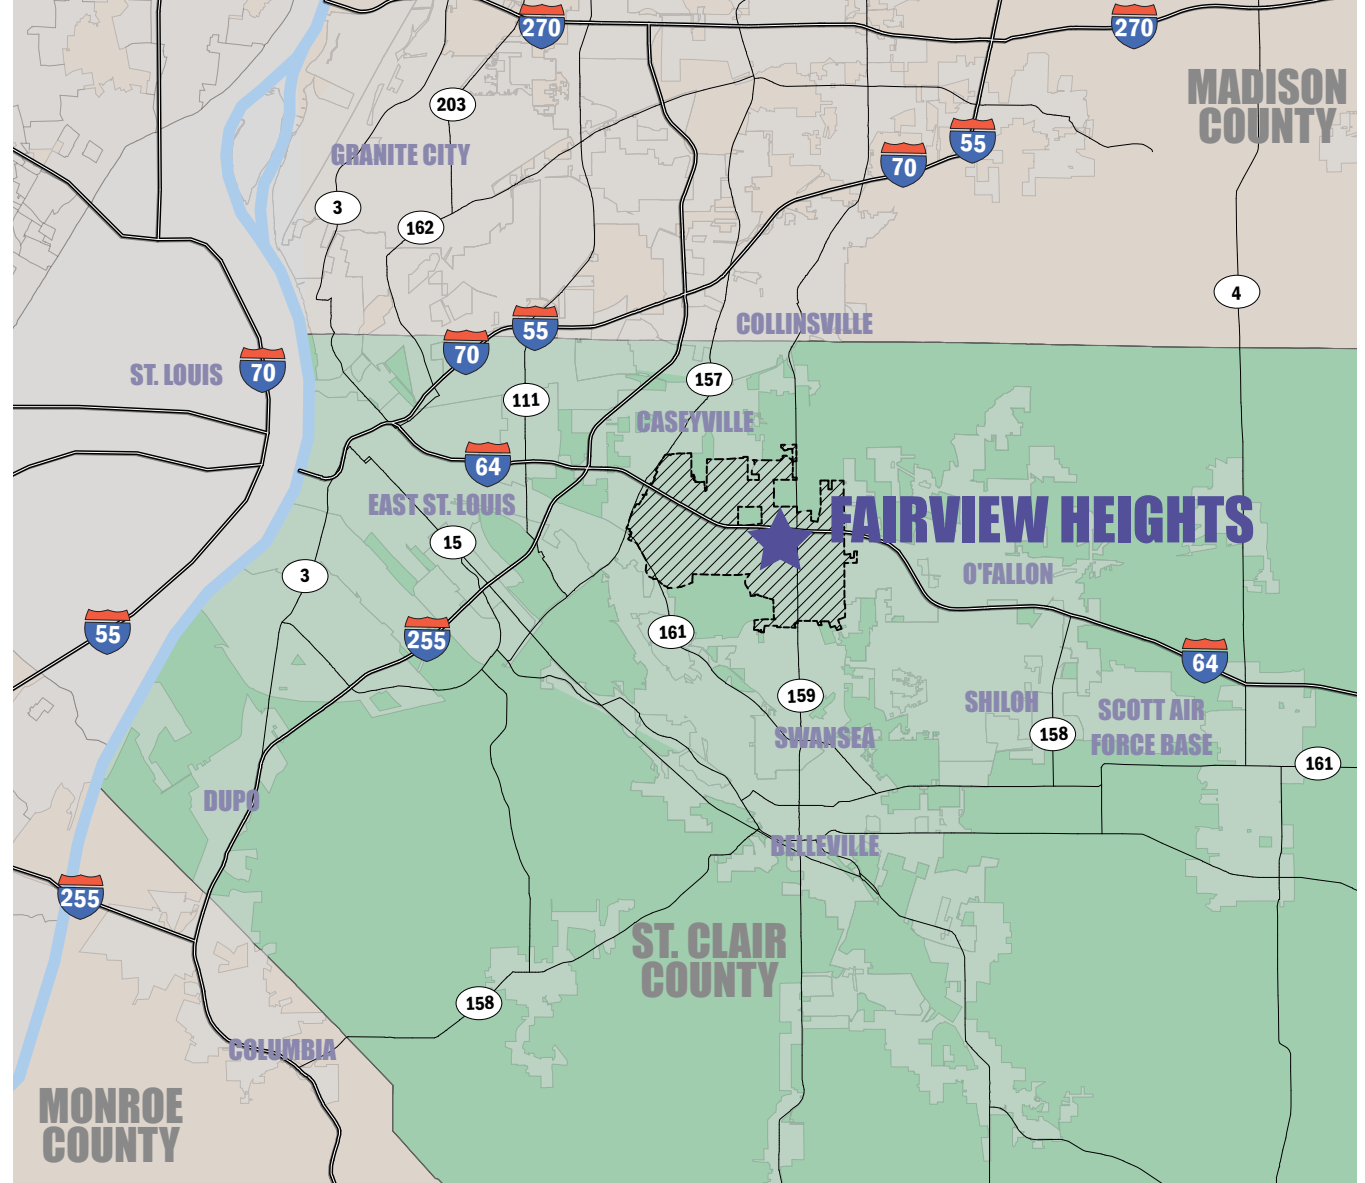 270
270
MADISON
COUNTY
203
55
GRANITE CITY
70
3
162
4
55
COLLINSVILLE
70
ST. LOUIS
70
157
111
CASEYVILLE
64
EAST ST. LOUIS
FAIRVIEW HEIGHTS
15
3
O'FALLON
55
255
161
64
159
SHILOH
SCOTT AIR
FORCE BASE
158
SWANSEA
161
DUPO
BELLEVILLE
255
ST. CLAIR
COUNTY
158
COLUMBIA
MONROE
COUNTY